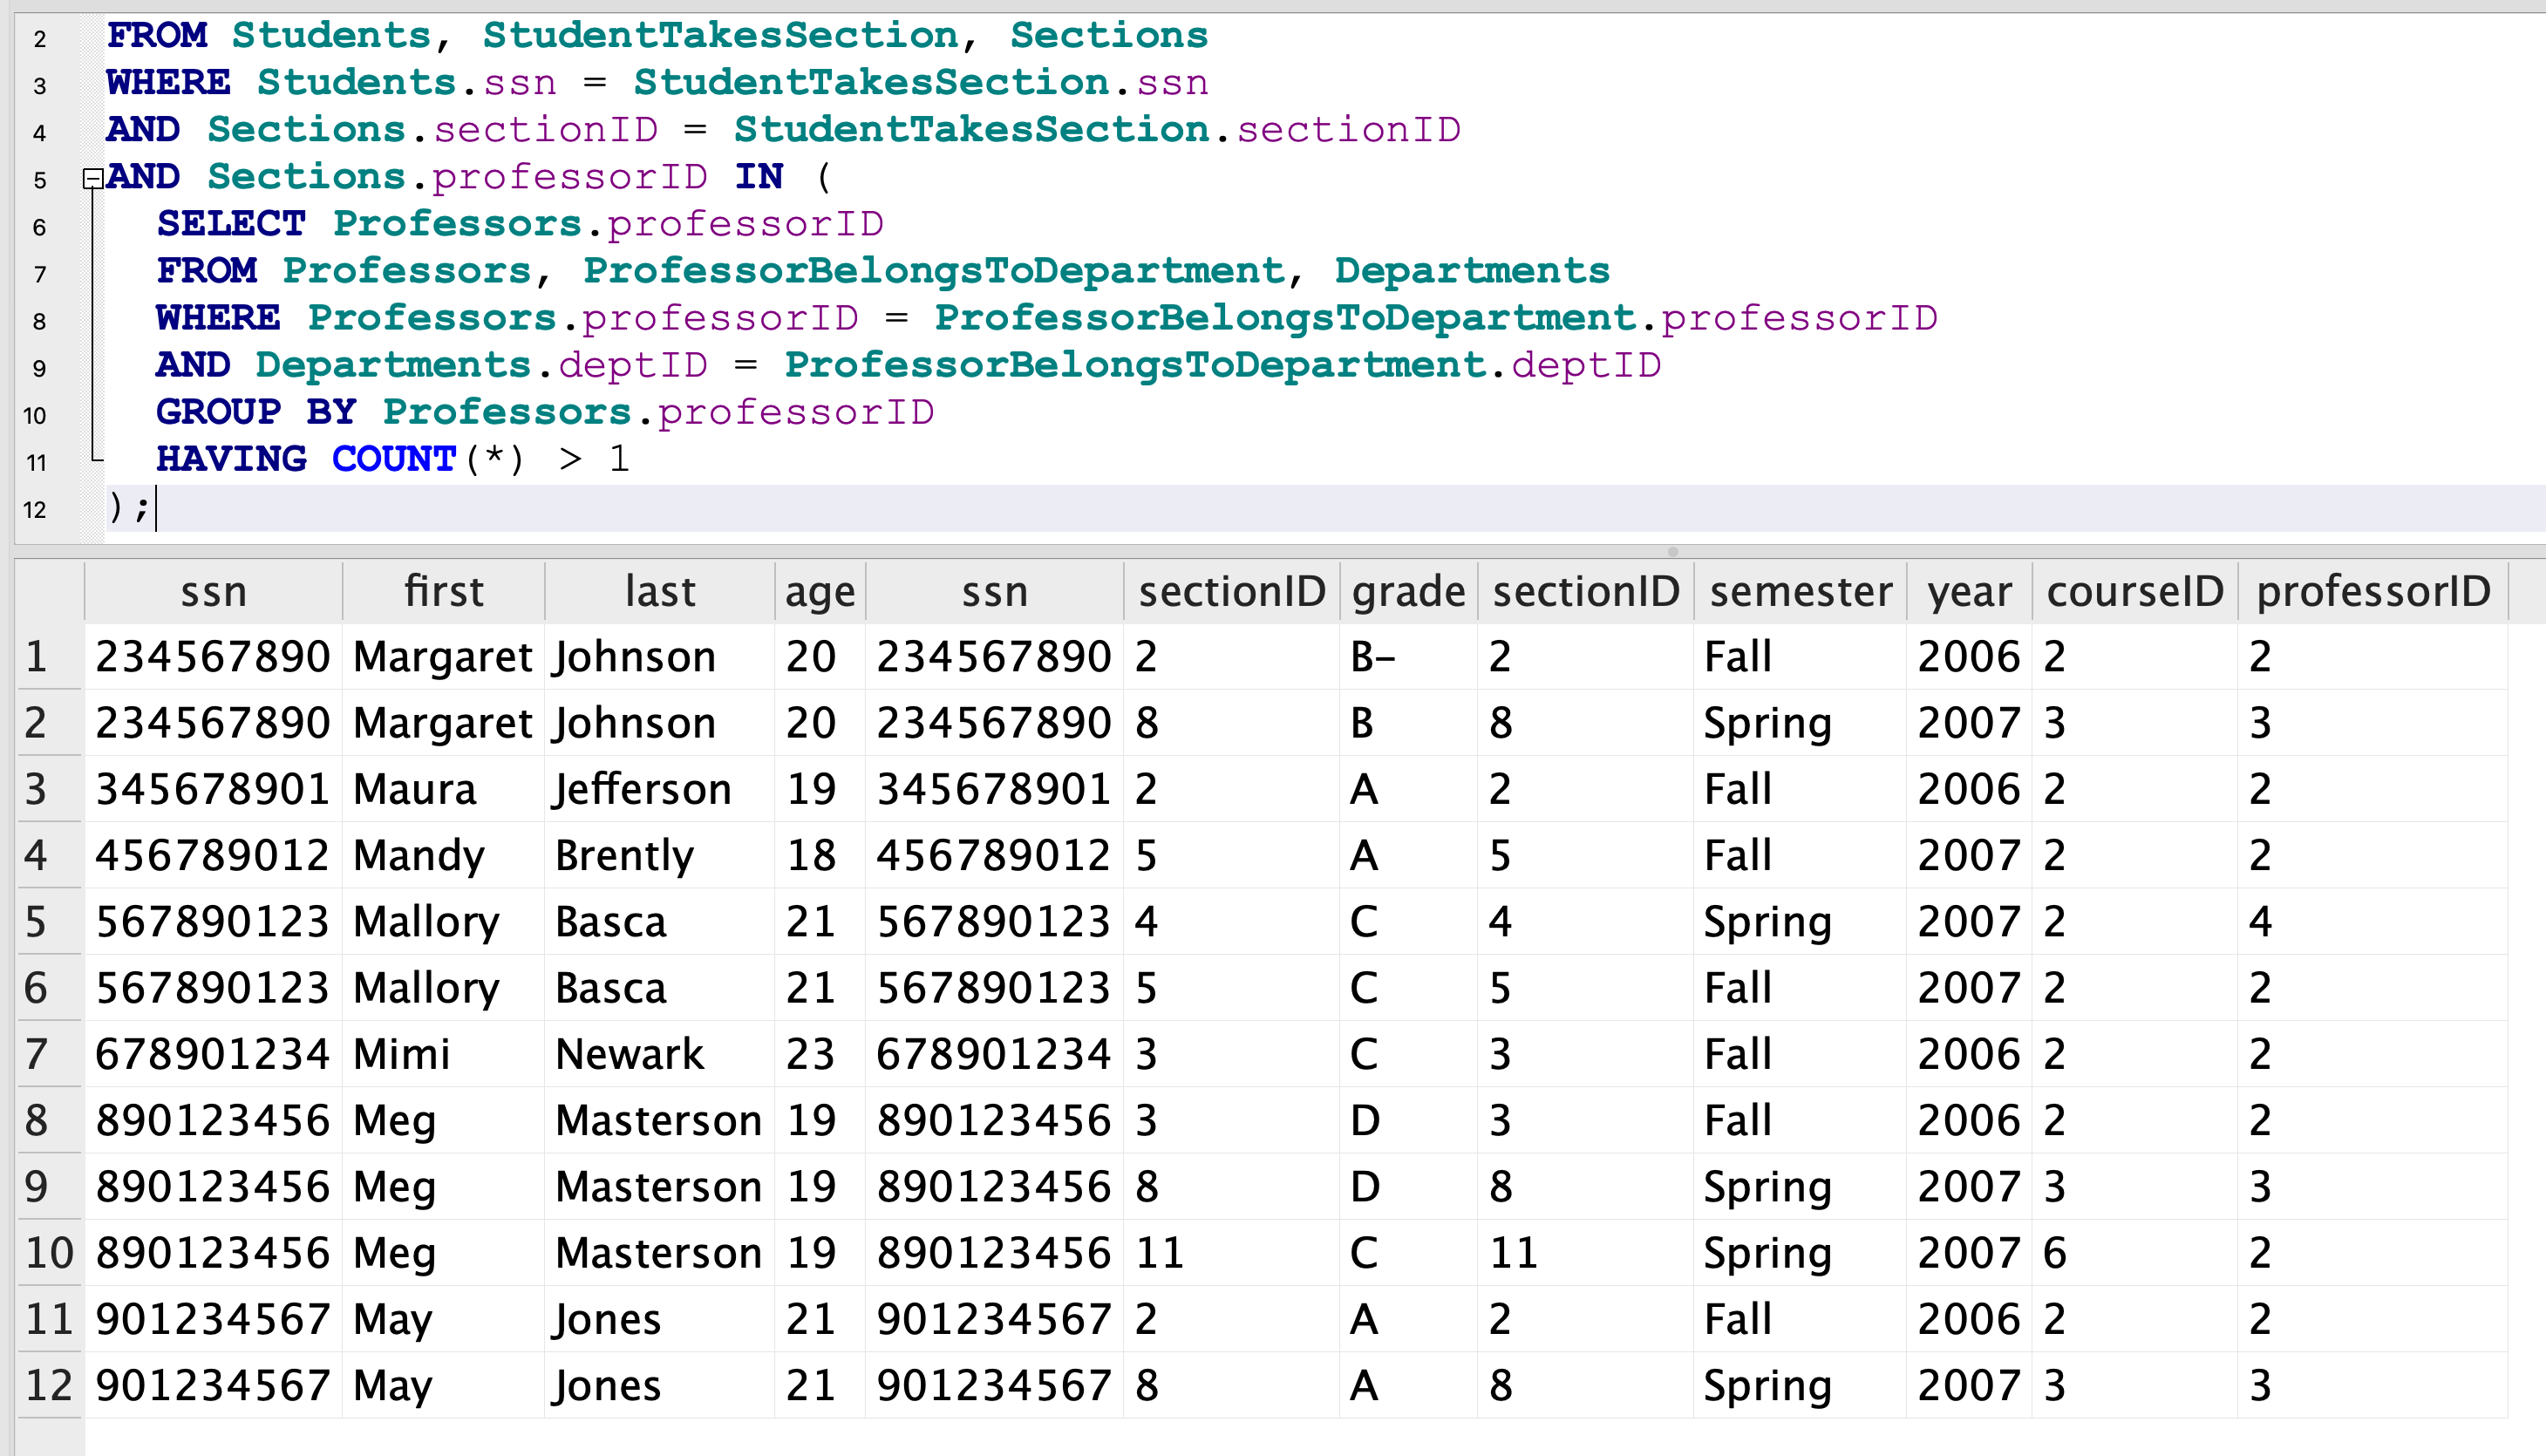 2 FROM Students, StudentTakesSection, Sections
3 WHERE Students.ssn = StudentTakesSection.ssn
4 AND Sections.sectionID = StudentTakesSection.sectionID
5 AND Sections.professorID IN (
6 SELECT Professors.professorID
7 FROM Professors, ProfessorBelongsToDepartment, Departments
8 WHERE Professors.professorID = ProfessorBelongsToDepartment.professorID
9 AND Departments.deptID = ProfessorBelongsToDepartment.deptID
10 GROUP BY Professors.professorID
11 HAVING COUNT(*) > 1
12 );
ssn first last age ssn sectionID grade sectionID semester year courseID professorID
1 234567890 Margaret Johnson 20 234567890 2 B- 2 Fall 2006 2 2
2 234567890 Margaret Johnson 20 234567890 8 B 8 Spring 2007 3 3
3 345678901 Maura Jefferson 19 345678901 2 A 2 Fall 2006 2 2
4 456789012 Mandy Brently 18 456789012 5 A 5 Fall 2007 2 2
5 567890123 Mallory Basca 21 567890123 4 C 4 Spring 2007 2 4
6 567890123 Mallory Basca 21 567890123 5 C 5 Fall 2007 2 2
7 678901234 Mimi Newark 23 678901234 3 C 3 Fall 2006 2 2
8 890123456 Meg Masterson 19 890123456 3 D 3 Fall 2006 2 2
9 890123456 Meg Masterson 19 890123456 8 D 8 Spring 2007 3 3
10 890123456 Meg Masterson 19 890123456 11 C 11 Spring 2007 6 2
11 901234567 May Jones 21 901234567 2 A 2 Fall 2006 2 2
12 901234567 May Jones 21 901234567 8 A 8 Spring 2007 3 3